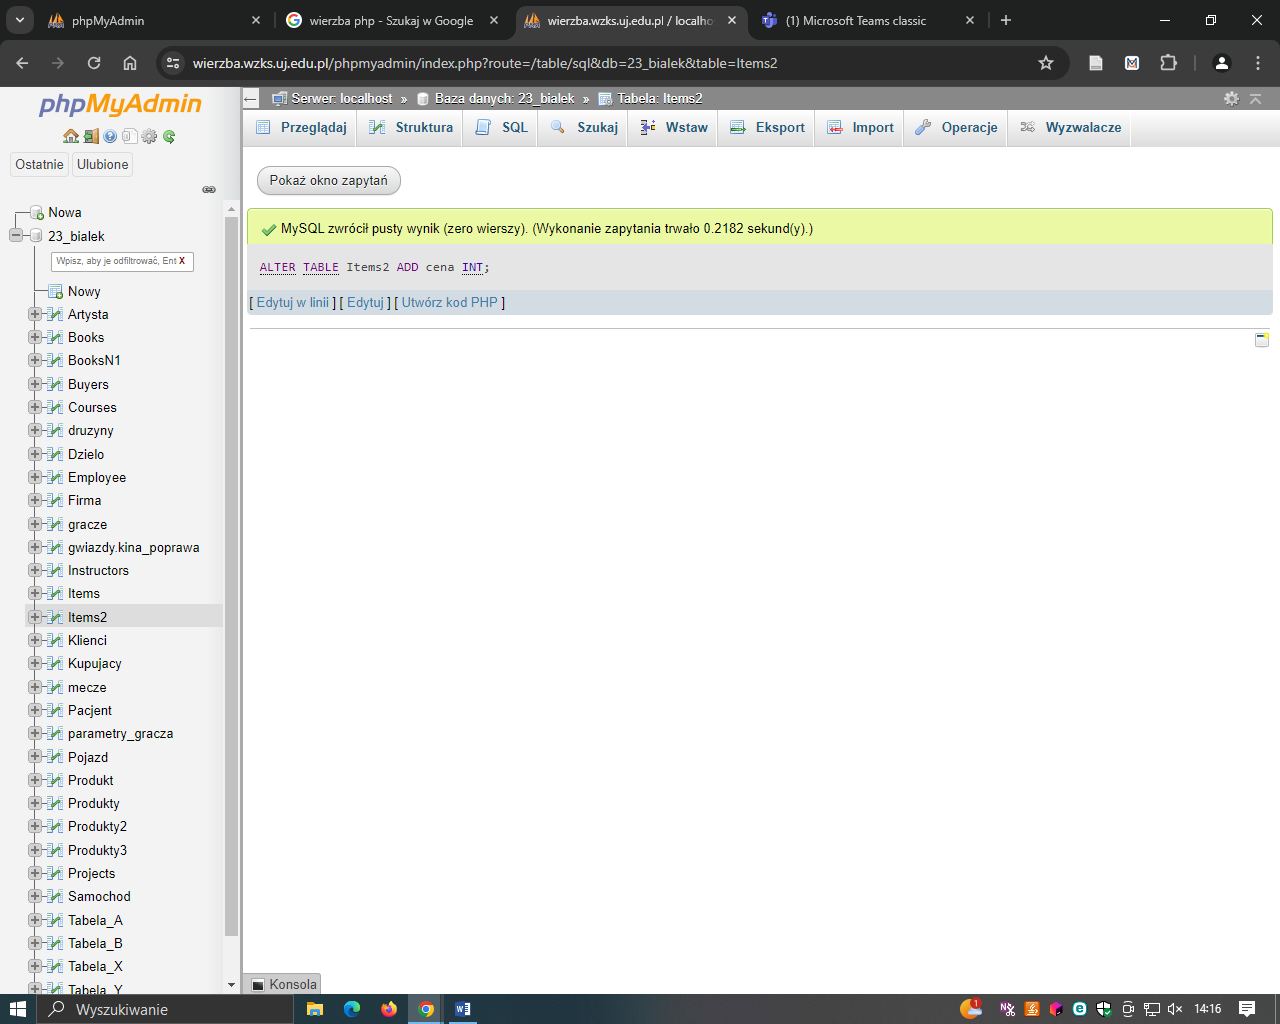 phpMyAdmin
wierzba php - Szukaj w Google
wierzba.wzks.uj.edu.pl / localho
(1) Microsoft Teams classic
wierzba.wzks.uj.edu.pl/phpmyadmin/index.php?route=/table/sql&db=23_bialek&table=Items2
phpMyAdmin
Ostatnie
Ulubione
Nowa
23_bialek
Wpisz, aby je odfiltrować, Ent X
Nowy
Artysta
Books
BooksN1
Buyers
Courses
druzyny
Dzielo
Employee
Firma
gracze
gwiazdy.kina_poprawa
Instructors
Items
Items2
Klienci
Kupujacy
mecze
Pacjent
parametry_gracza
Pojazd
Produkt
Produkty
Produkty2
Produkty3
Projects
Samochod
Tabela_A
Tabela_B
Tabela_X
Tabela_Y
Serwer: localhost » Baza danych: 23_bialek » Tabela: Items2
Przeglądaj Struktura SQL Szukaj Wstaw Eksport Import Operacje Wyzwalacze
Pokaż okno zapytań
MySQL zwrócił pusty wynik (zero wierszy). (Wykonanie zapytania trwało 0.2182 sekund(y).)
ALTER TABLE Items2 ADD cena INT;
[ Edytuj w linii ] [ Edytuj ] [ Utwórz kod PHP ]
Konsola
Wyszukiwanie
1
14:16